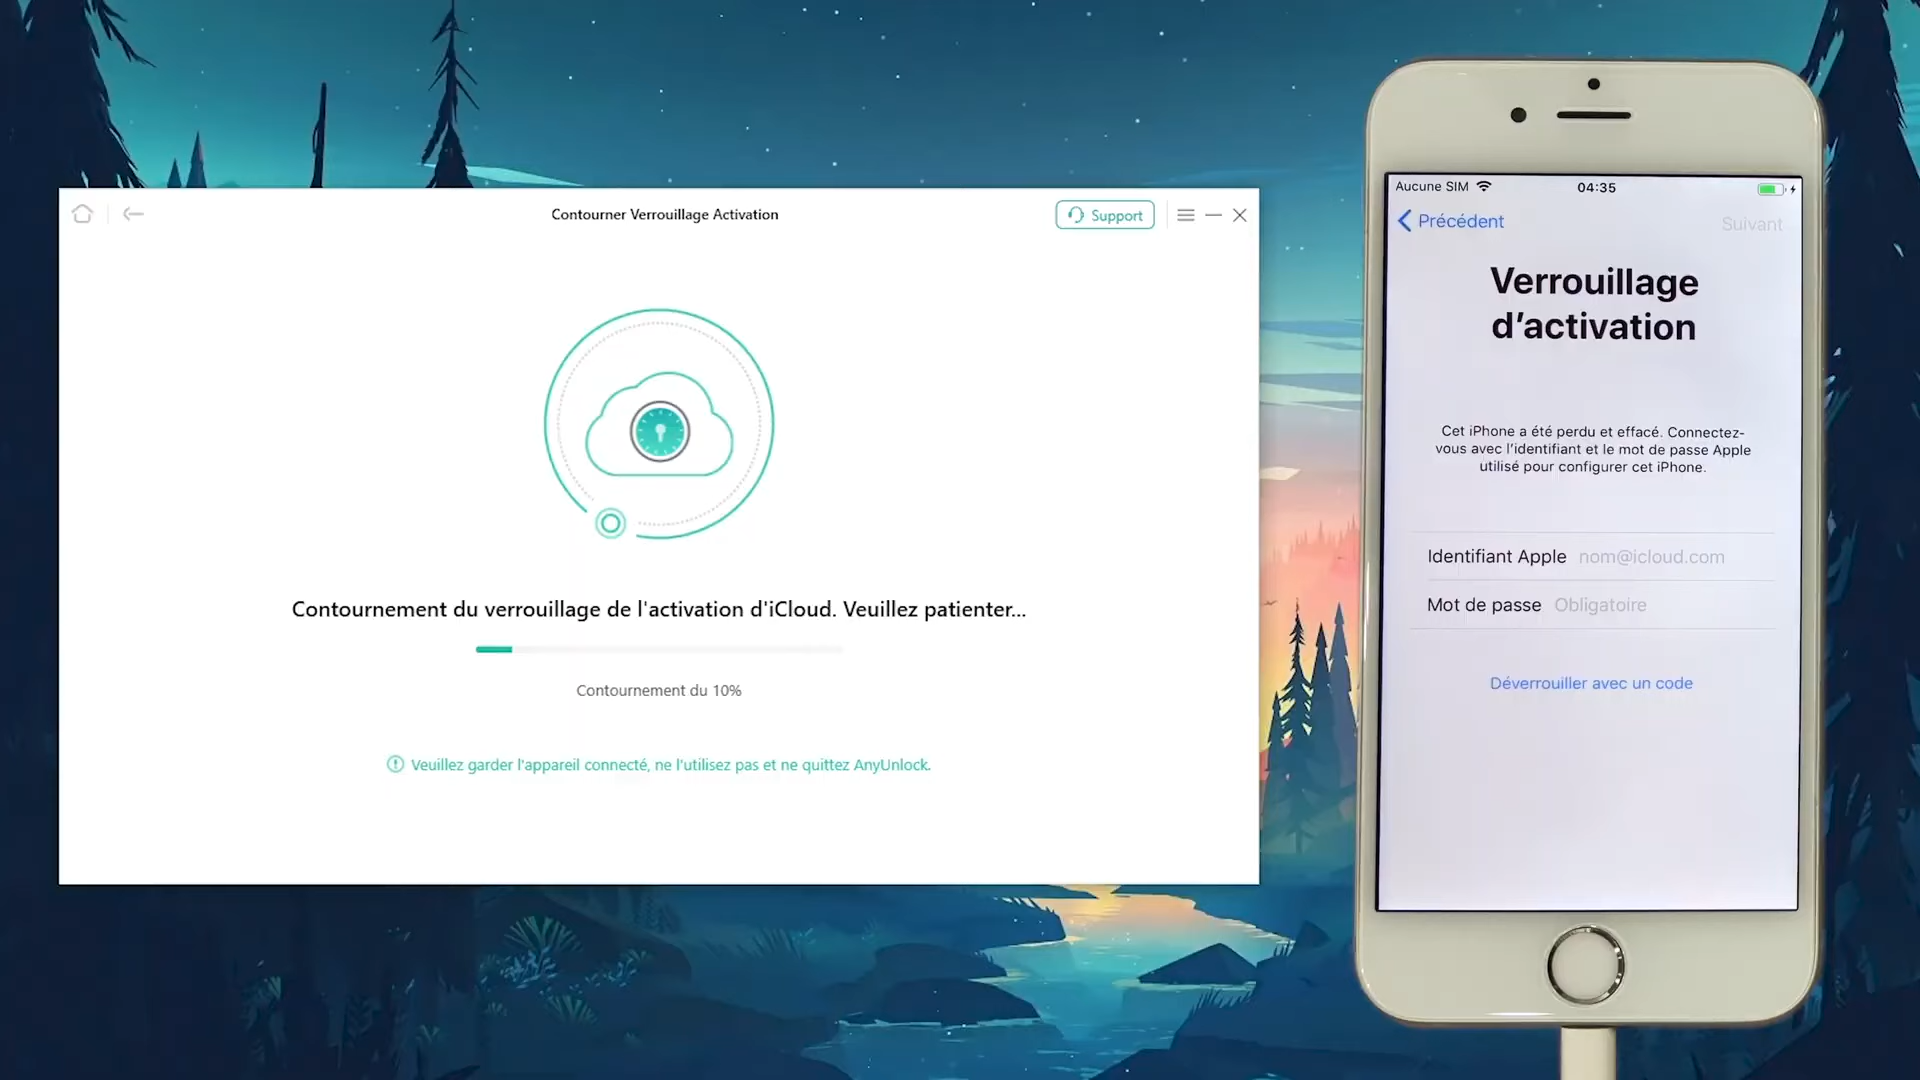 Contourner Verrouillage Activation
Support
Contournement du verrouillage de l'activation d'iCloud. Veuillez patienter...
Contournement du 10%
Veuillez garder l'appareil connecté, ne l'utilisez pas et ne quittez AnyUnlock.
Aucune SIM
04:35
Précédent
Suivant
Verrouillage
d’activation
Cet iPhone a été perdu et effacé. Connectez-
vous avec l’identifiant et le mot de passe Apple
utilisé pour configurer cet iPhone.
Identifiant Apple nom@icloud.com
Mot de passe Obligatoire
Déverrouiller avec un code